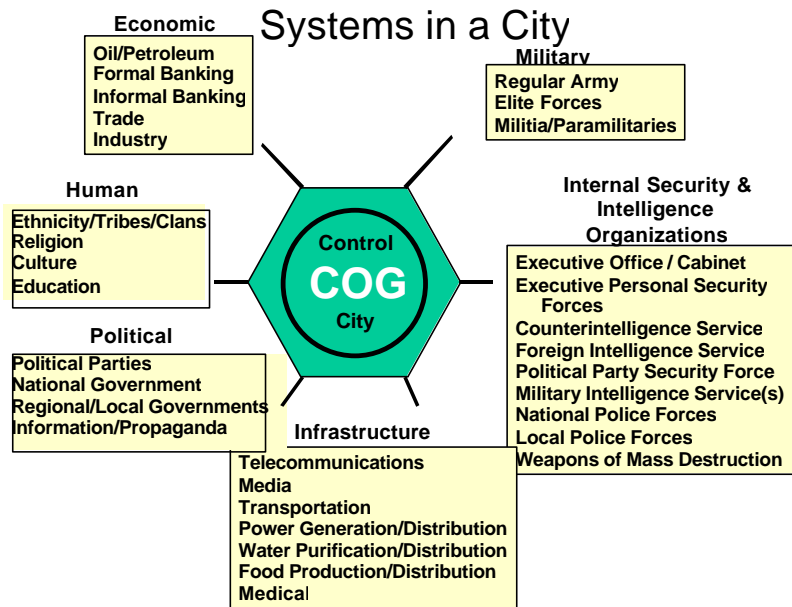 Systems in a City
Economic
Oil/Petroleum
Formal Banking
Informal Banking
Trade
Industry
Military
Regular Army
Elite Forces
Militia/Paramilitaries
Human
Ethnicity/Tribes/Clans
Religion
Culture
Education
Control
COG
City
Internal Security &
Intelligence
Organizations
Executive Office / Cabinet
Executive Personal Security
Forces
Counterintelligence Service
Foreign Intelligence Service
Political Party Security Force
Military Intelligence Service(s)
National Police Forces
Local Police Forces
Weapons of Mass Destruction
Political
Political Parties
National Government
Regional/Local Governments
Information/Propaganda
Infrastructure
Telecommunications
Media
Transportation
Power Generation/Distribution
Water Purification/Distribution
Food Production/Distribution
Medical